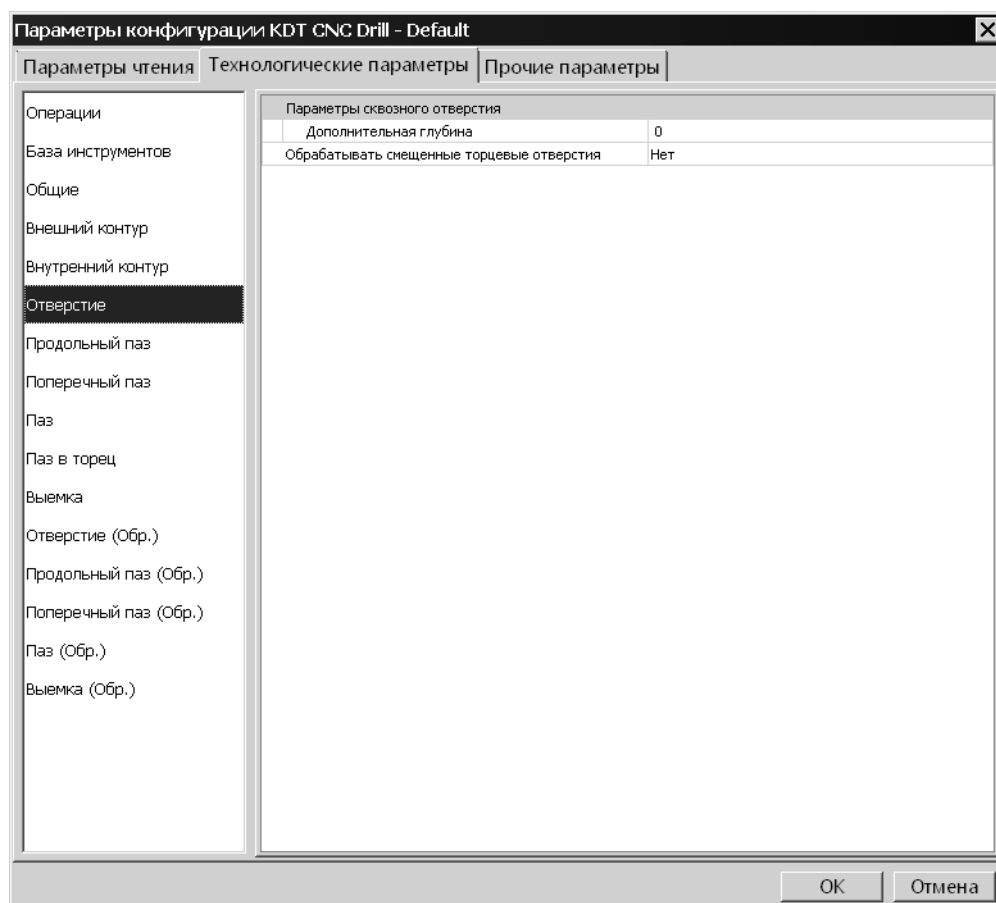 Параметры конфигурации KDT CNC Drill - Default
Параметры чтения Технологические параметры Прочие параметры
Операции
База инструментов
Общие
Внешний контур
Внутренний контур
Отверстие
Продольный паз
Поперечный паз
Паз
Паз в торец
Выемка
Отверстие (Обр.)
Продольный паз (Обр.)
Поперечный паз (Обр.)
Паз (Обр.)
Выемка (Обр.)
Параметры сквозного отверстия
Дополнительная глубина 0
Обрабатывать смещенные торцевые отверстия Нет
OK Отмена